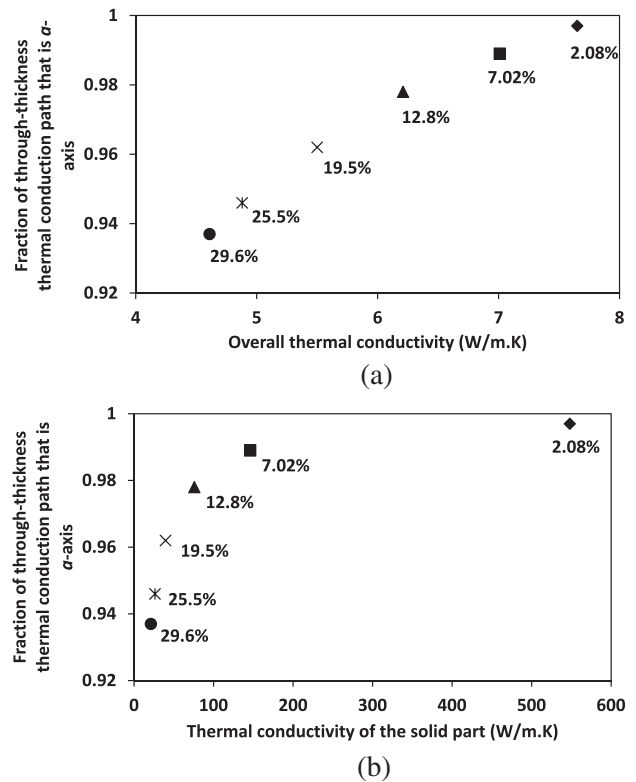 Fraction of through-thickness
thermal conduction path that is a-
axis
1
0.98
0.96
0.94
0.92
2.08%
7.02%
12.8%
19.5%
25.5%
29.6%
4 5 6 7 8
Overall thermal conductivity (W/m.K)
(a)
Fraction of through-thickness
thermal conduction path that is
a-axis
1
0.98
0.96
0.94
0.92
2.08%
7.02%
12.8%
19.5%
25.5%
29.6%
0 100 200 300 400 500 600
Thermal conductivity of the solid part (W/m.K)
(b)